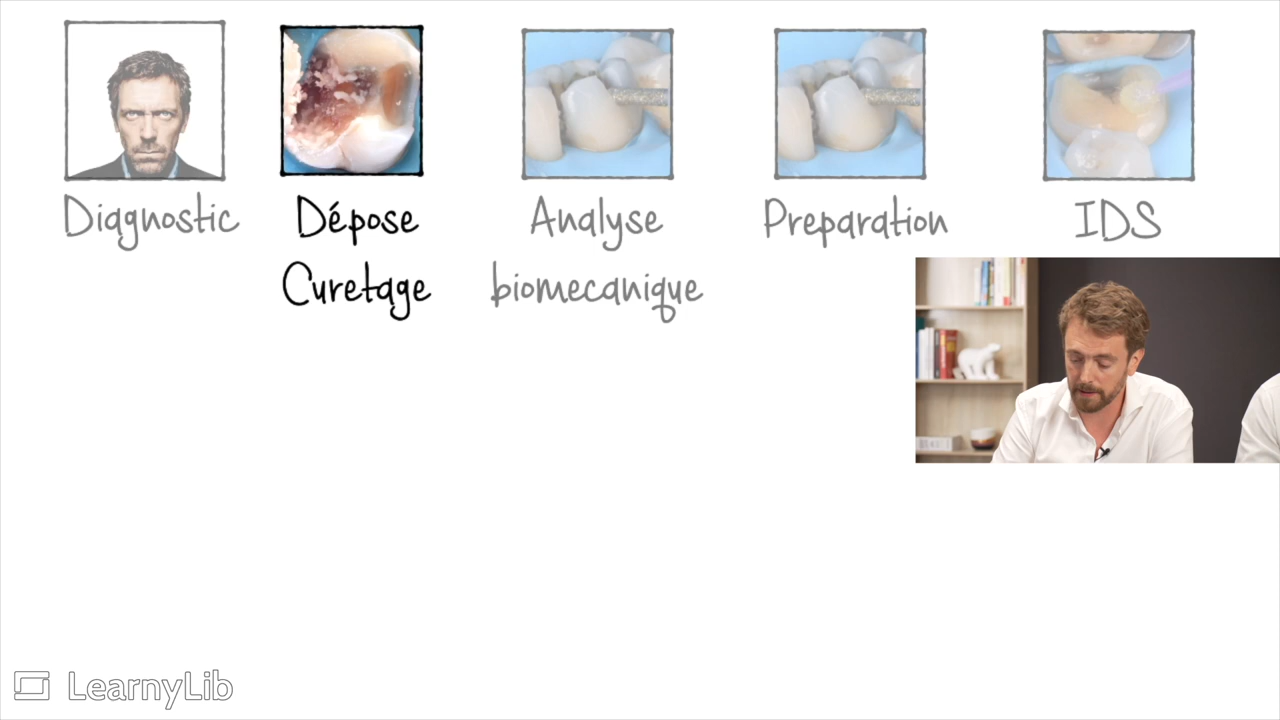 Diagnostic
Dépose
Curetage
Analyse
biomecanique
Preparation
IDS
LearnyLib